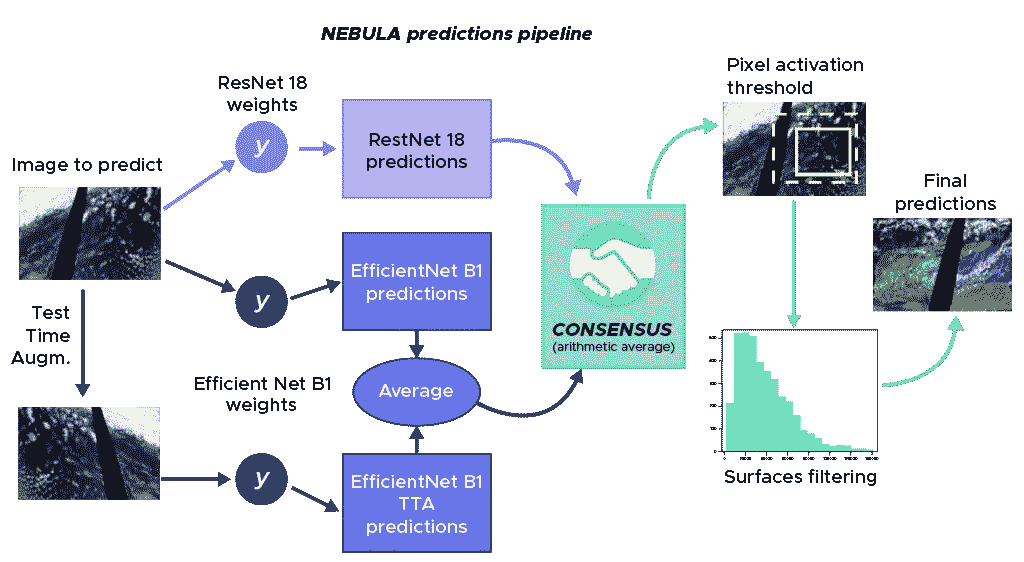 NEBULA predictions pipeline
ResNet 18
weights
y
RestNet 18
predictions
Image to predict
y
EfficientNet B1
predictions
Test
Time
Augm.
Efficient Net B1
weights
Average
y
EfficientNet B1
TTA
predictions
CONSENSUS
(arithmetic average)
Pixel activation
threshold
Final
predictions
Surfaces filtering